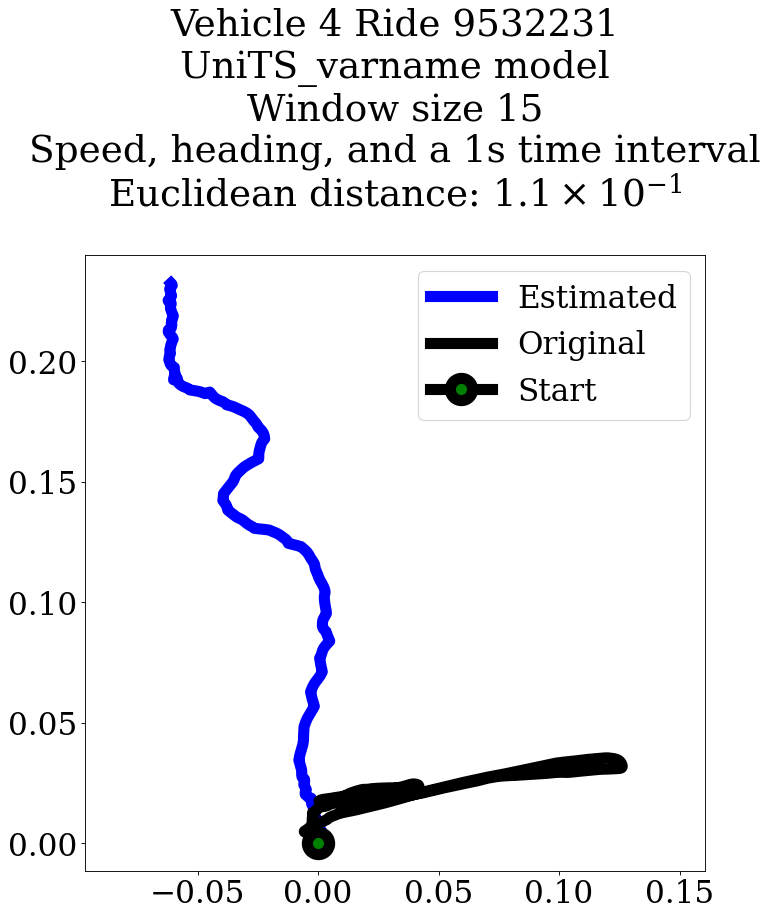 Vehicle 4 Ride 9532231
UniTS_varname model
Window size 15
Speed, heading, and a 1s time interval
Euclidean distance: 1.1 × 10⁻¹
Estimated
Original
Start
0.20
0.15
0.10
0.05
0.00
−0.05 0.00 0.05 0.10 0.15